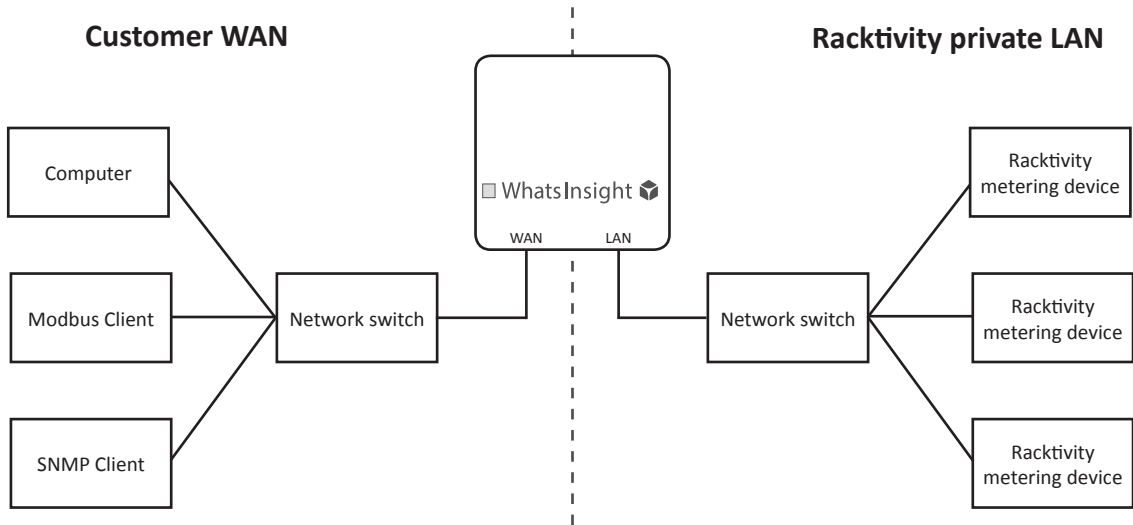 Customer WAN
Racktivity private LAN
Computer
Modbus Client
SNMP Client
Network switch
WhatsInsight
WAN
LAN
Network switch
Racktivity
metering device
Racktivity
metering device
Racktivity
metering device